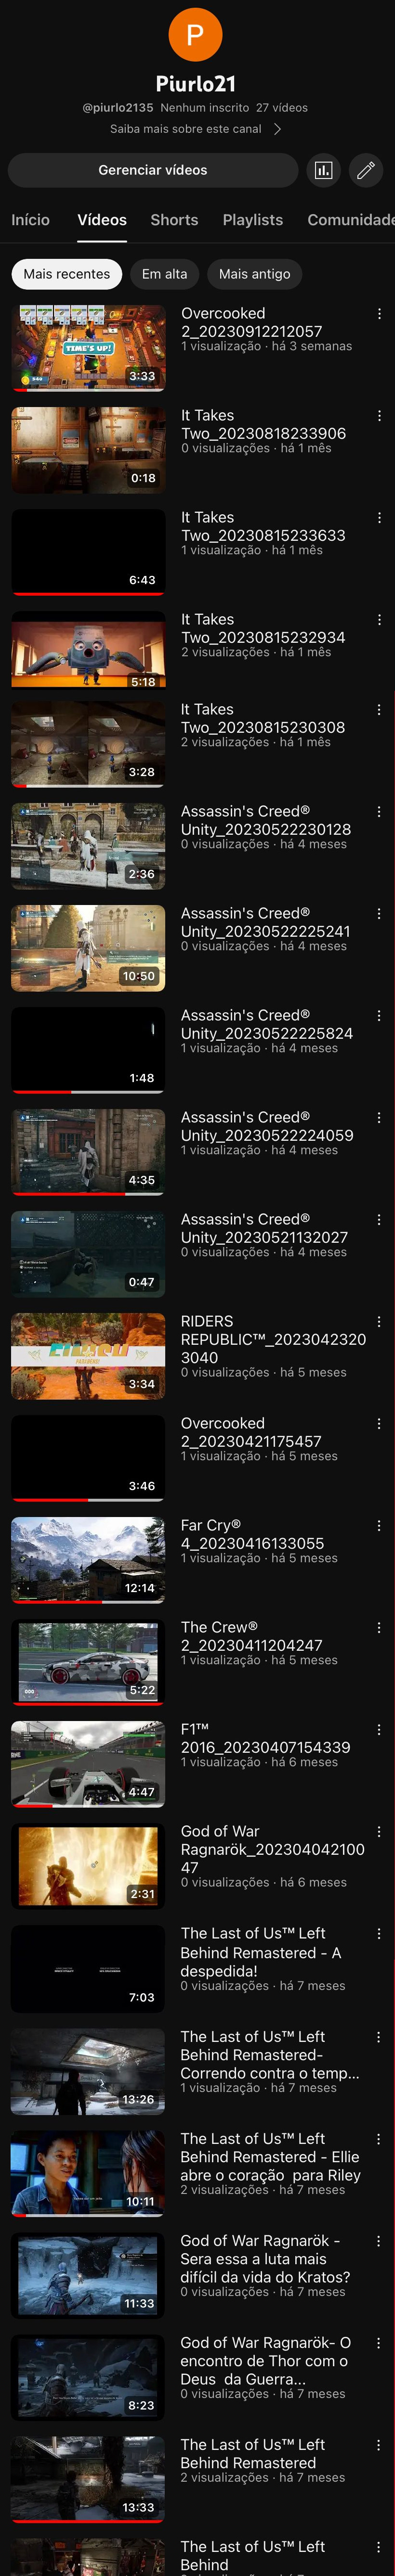 P
Piurlo21
@piurlo2135 Nenhum inscrito 27 vídeos
Saiba mais sobre este canal
Gerenciar vídeos
Início Vídeos Shorts Playlists Comunidade
Mais recentes Em alta Mais antigo
TIME'S UP!
3:33
Overcooked
2_20230912212057
1 visualização · há 3 semanas
0:18
It Takes
Two_20230818233906
0 visualizações · há 1 mês
6:43
It Takes
Two_20230815233633
1 visualização · há 1 mês
5:18
It Takes
Two_20230815232934
2 visualizações · há 1 mês
3:28
It Takes
Two_20230815230308
2 visualizações · há 1 mês
2:36
Assassin's Creed®
Unity_20230522230128
0 visualizações · há 4 meses
10:50
Assassin's Creed®
Unity_20230522225241
0 visualizações · há 4 meses
1:48
Assassin's Creed®
Unity_20230522225824
1 visualização · há 4 meses
4:35
Assassin's Creed®
Unity_20230522224059
1 visualização · há 4 meses
0:47
Assassin's Creed®
Unity_20230521132027
0 visualizações · há 4 meses
3:34
RIDERS
REPUBLIC™_2023042320
3040
0 visualizações · há 5 meses
3:46
Overcooked
2_20230421175457
1 visualização · há 5 meses
12:14
Far Cry®
4_20230416133055
1 visualização · há 5 meses
5:22
The Crew®
2_20230411204247
1 visualização · há 5 meses
4:47
F1™
2016_20230407154339
1 visualização · há 6 meses
2:31
God of War
Ragnarök_202304042100
47
0 visualizações · há 6 meses
7:03
The Last of Us™ Left
Behind Remastered - A
despedida!
0 visualizações · há 7 meses
13:26
The Last of Us™ Left
Behind Remastered-
Correndo contra o temp...
1 visualização · há 7 meses
10:11
The Last of Us™ Left
Behind Remastered - Ellie
abre o coração para Riley
2 visualizações · há 7 meses
11:33
God of War Ragnarök -
Sera essa a luta mais
difícil da vida do Kratos?
0 visualizações · há 7 meses
8:23
God of War Ragnarök- O
encontro de Thor com o
Deus da Guerra...
0 visualizações · há 7 meses
13:33
The Last of Us™ Left
Behind Remastered
2 visualizações · há 7 meses
The Last of Us™ Left
Behind